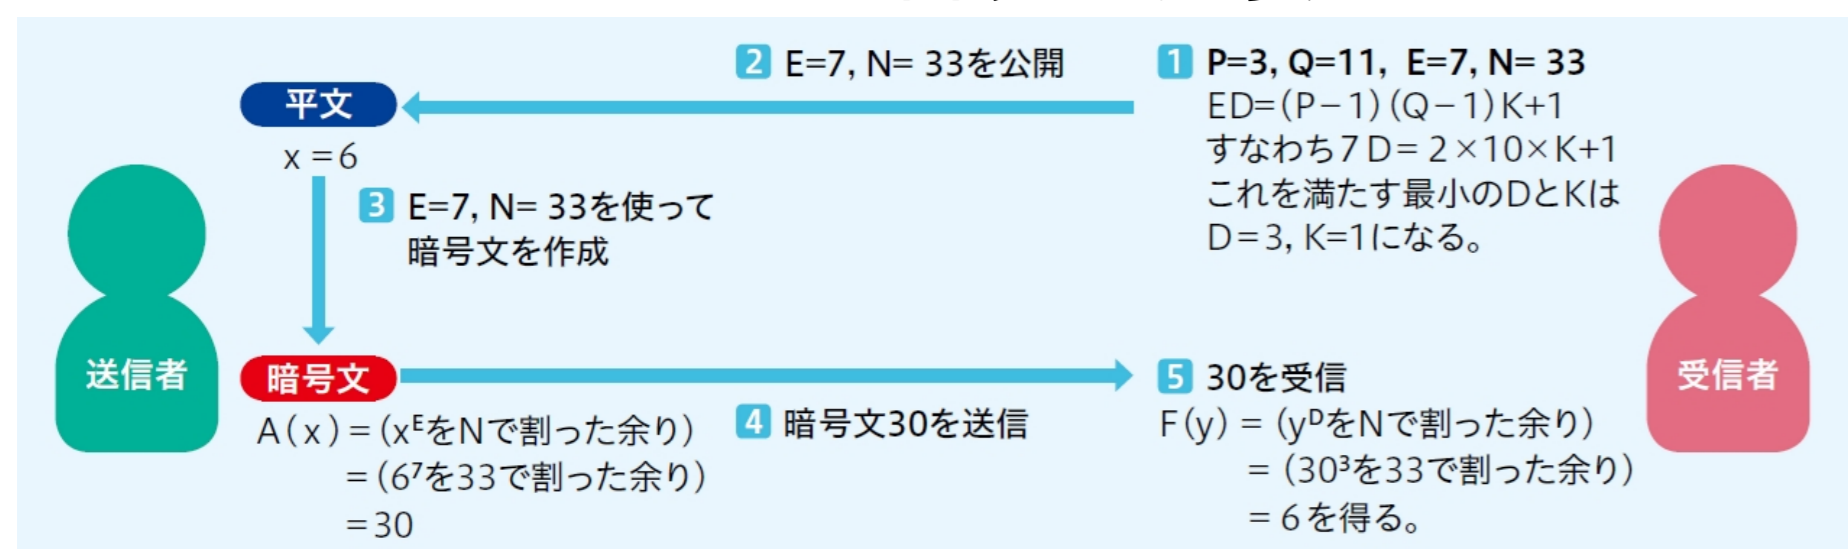 2 E=7, N= 33を公開
1 P=3, Q=11, E=7, N= 33
ED=(P−1)(Q−1)K+1
すなわち7 D= 2×10×K+1
これを満たす最小のDとKは
D=3, K=1になる。
平文
x =6
3 E=7, N= 33を使って
暗号文を作成
送信者
暗号文
A(x)=(xᴱをNで割った余り)
=(6⁷を33で割った余り)
=30
4 暗号文30を送信
5 30を受信
F(y) = (yᴰをNで割った余り)
= (30³を33で割った余り)
= 6を得る。
受信者